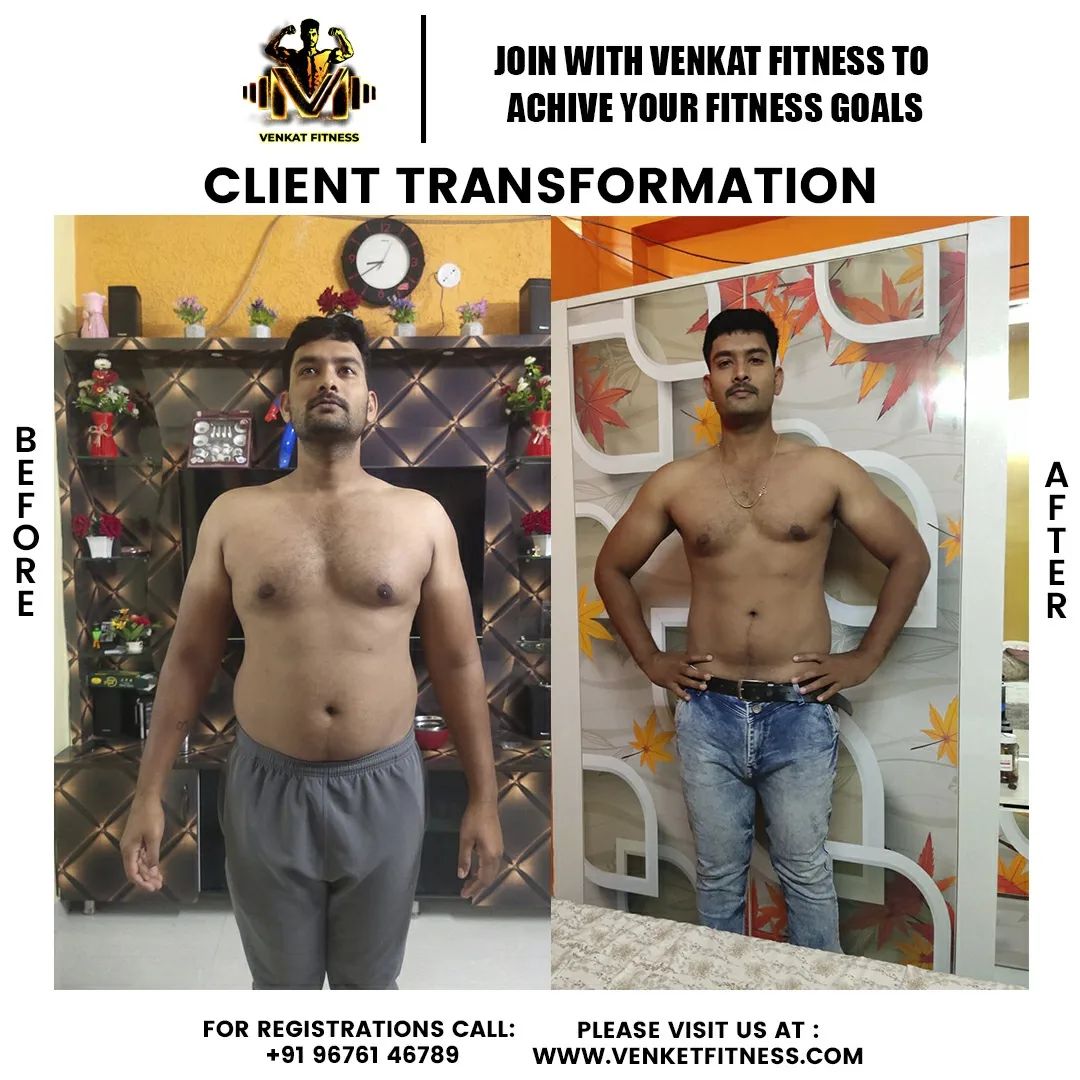 VENKAT FITNESS
JOIN WITH VENKAT FITNESS TO
ACHIVE YOUR FITNESS GOALS
CLIENT TRANSFORMATION
BEFORE
AFTER
FOR REGISTRATIONS CALL:
+91 96761 46789
PLEASE VISIT US AT :
WWW.VENKETFITNESS.COM